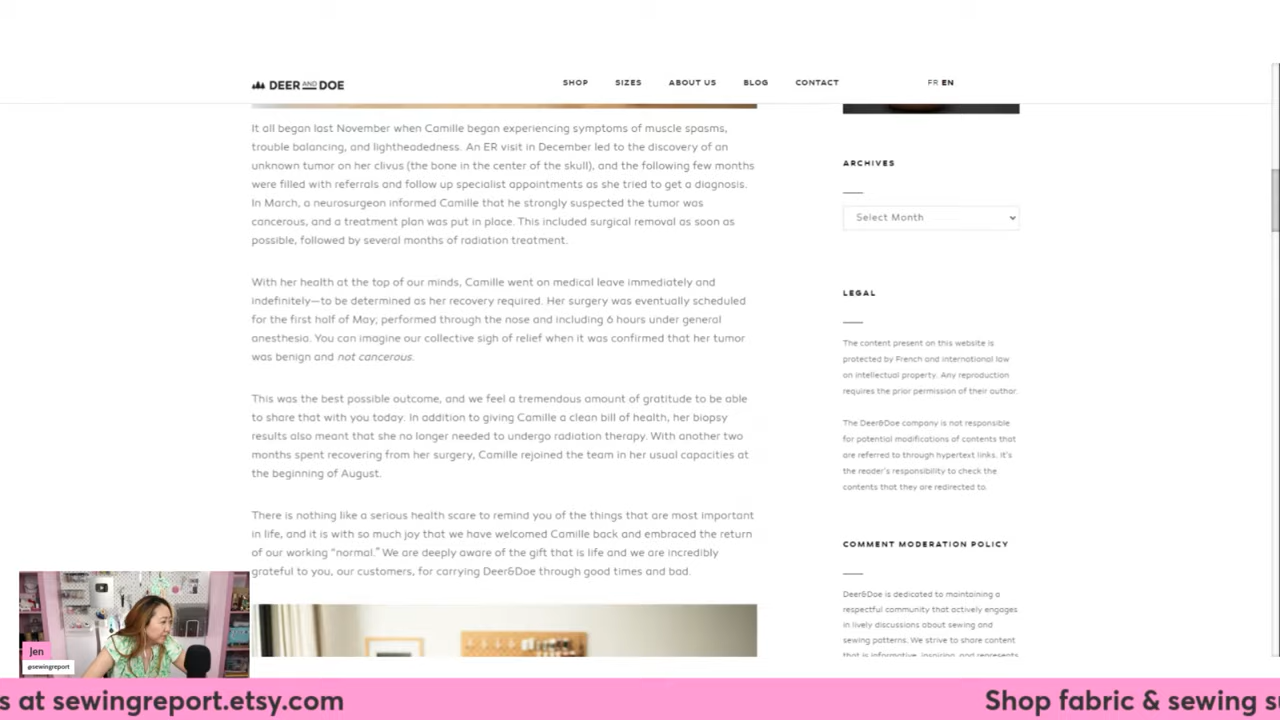 DEER AND DOE
SHOP SIZES ABOUT US BLOG CONTACT FR EN
It all began last November when Camille began experiencing symptoms of muscle spasms,
trouble balancing, and lightheadedness. An ER visit in December led to the discovery of an
unknown tumor on her clivus (the bone in the center of the skull), and the following few months
were filled with referrals and follow up specialist appointments as she tried to get a diagnosis.
In March, a neurosurgeon informed Camille that he strongly suspected the tumor was
cancerous, and a treatment plan was put in place. This included surgical removal as soon as
possible, followed by several months of radiation treatment.
With her health at the top of our minds, Camille went on medical leave immediately and
indefinitely—to be determined as her recovery required. Her surgery was eventually scheduled
for the first half of May; performed through the nose and including 6 hours under general
anesthesia. You can imagine our collective sigh of relief when it was confirmed that her tumor
was benign and not cancerous.
This was the best possible outcome, and we feel a tremendous amount of gratitude to be able
to share that with you today. In addition to giving Camille a clean bill of health, her biopsy
results also meant that she no longer needed to undergo radiation therapy. With another two
months spent recovering from her surgery, Camille rejoined the team in her usual capacities at
the beginning of August.
There is nothing like a serious health scare to remind you of the things that are most important
in life, and it is with so much joy that we have welcomed Camille back and embraced the return
of our working “normal.” We are deeply aware of the gift that is life and we are incredibly
grateful to you, our customers, for carrying Deer&Doe through good times and bad.
ARCHIVES
Select Month
LEGAL
The content present on this website is
protected by French and international law
on intellectual property. Any reproduction
requires the prior permission of their author.
The Deer&Doe company is not responsible
for potential modifications of contents that
are referred to through hypertext links. It's
the reader's responsibility to check the
contents that they are redirected to.
COMMENT MODERATION POLICY
Deer&Doe is dedicated to maintaining a
respectful community that actively engages
in lively discussions about sewing and
sewing patterns. We strive to share content
that is informative, inspiring, and represents
Jen
@sewingreport
s at sewingreport.etsy.com
Shop fabric & sewing su